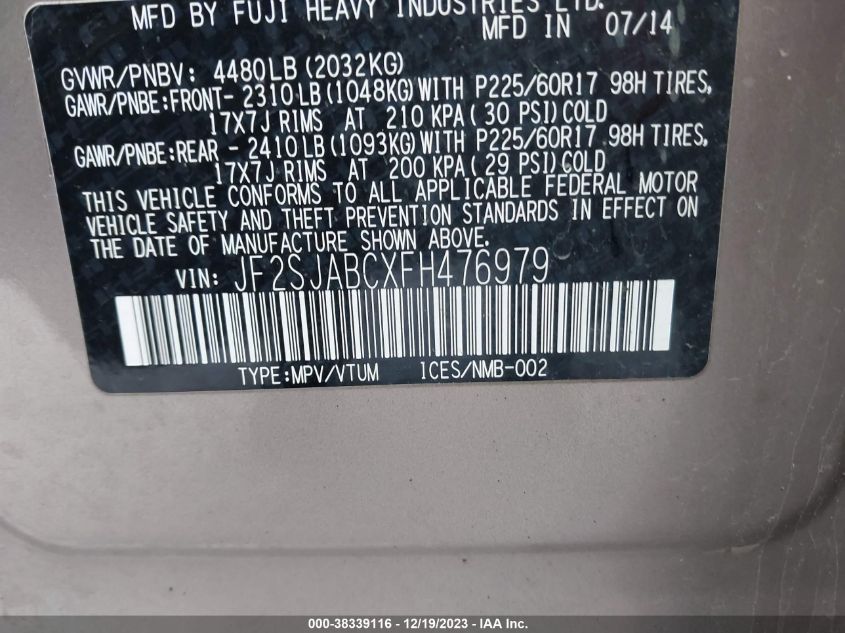 MFD BY FUJI HEAVY INDUSTRIES LTD.
MFD IN 07/14
GVWR/PNBV: 4480LB (2032KG)
GAWR/PNBE:FRONT- 2310LB (1048KG) WITH P225/60R17 98H TIRES,
17X7J RIMS AT 210 KPA( 30 PSI) COLD
GAWR/PNBE:REAR - 2410LB (1093KG) WITH P225/60R17 98H TIRES,
17X7J RIMS AT 200 KPA( 29 PSI) COLD
THIS VEHICLE CONFORMS TO ALL APPLICABLE FEDERAL MOTOR
VEHICLE SAFETY AND THEFT PREVENTION STANDARDS IN EFFECT ON
THE DATE OF MANUFACTURE SHOWN ABOVE.
VIN: JF2SJABCXFH476979
TYPE:MPV/VTUM ICES/NMB-002
000-38339116 - 12/19/2023 - IAA Inc.